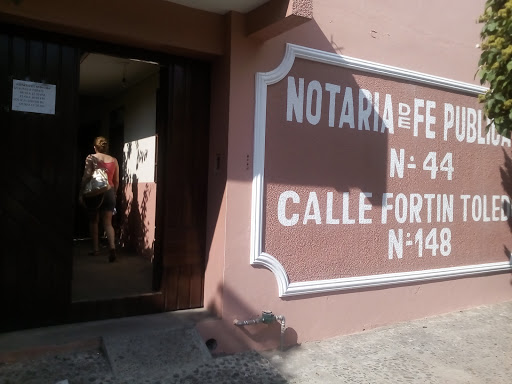 NOTARIA DE FE PUBLICA
N.- 44
CALLE FORTIN TOLED
N.- 148